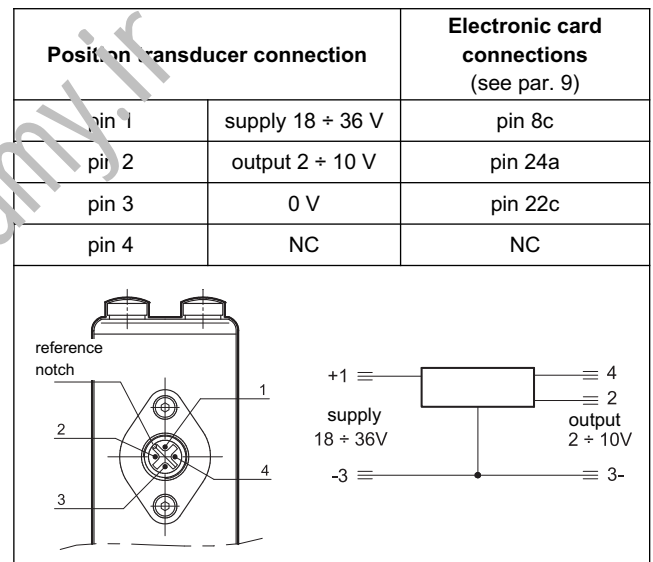 Position transducer connection
Electronic card
connections
(see par. 9)
pin 1 supply 18 ÷ 36 V pin 8c
pin 2 output 2 ÷ 10 V pin 24a
pin 3 0 V pin 22c
pin 4 NC NC
reference
notch
1
2
4
3
+1
4
2
supply
18 ÷ 36V
output
2 ÷ 10V
-3
3-